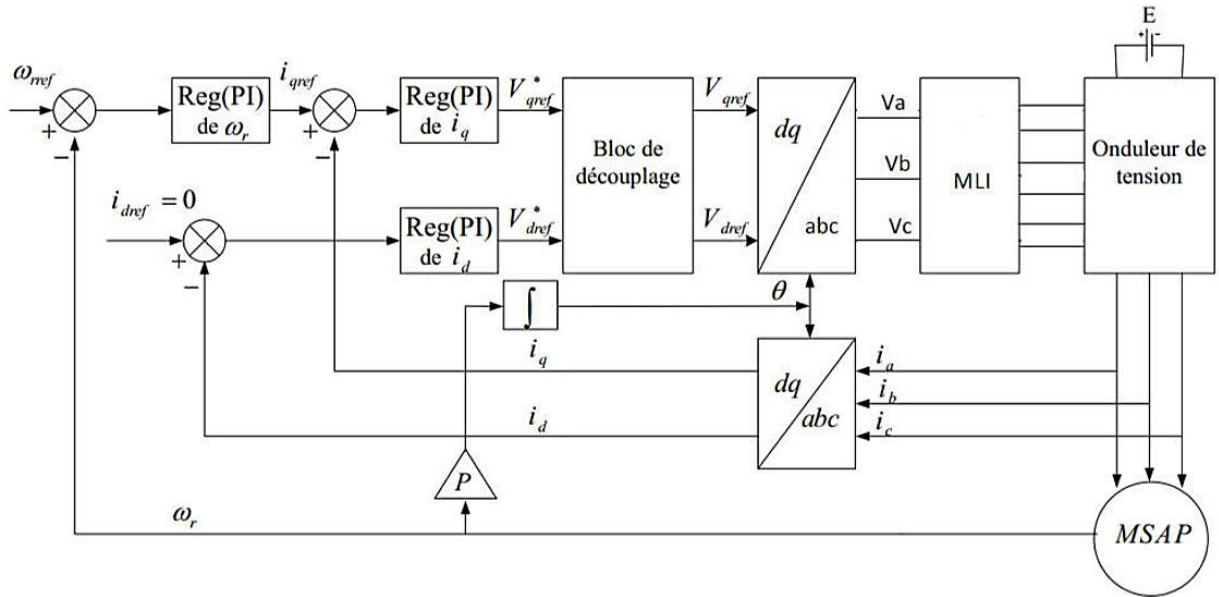 E
+ -
ω_rref
+
−
Reg(PI)
de ω_r
i_qref
+
−
Reg(PI)
de i_q
V*_qref
Bloc de
découplage
V_qref
dq
abc
Va
Vb
Vc
MLI
Onduleur de
tension
i_dref = 0
+
−
Reg(PI)
de i_d
V*_dref
V_dref
∫
θ
i_q
i_d
dq
abc
i_a
i_b
i_c
P
ω_r
MSAP